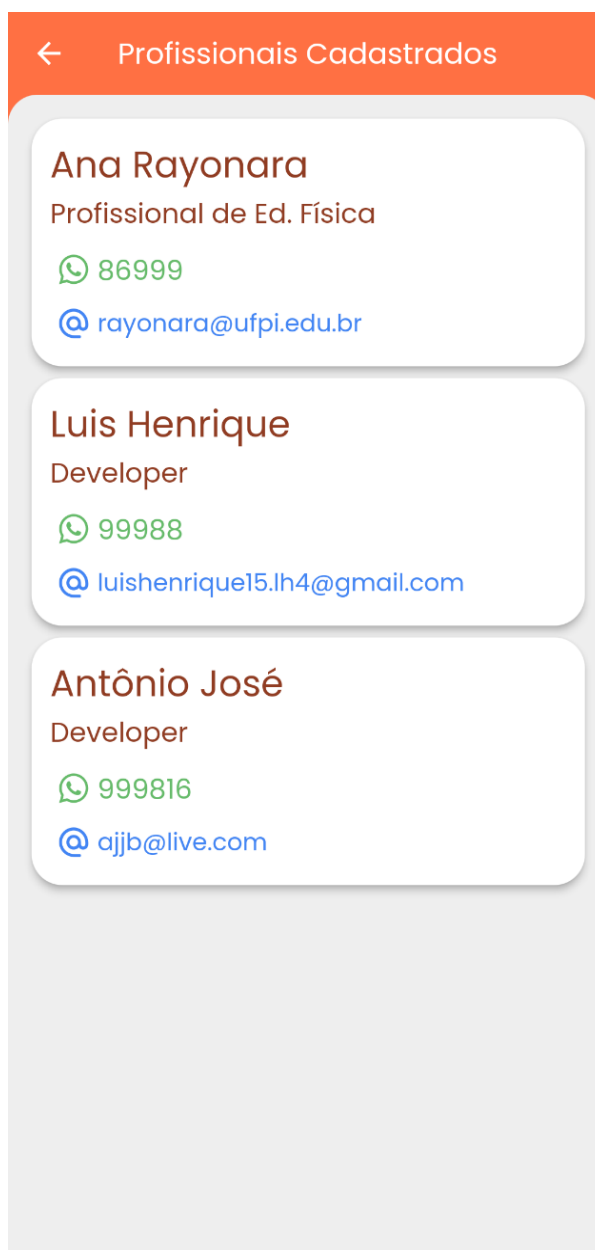 Profissionais Cadastrados
Ana Rayonara
Profissional de Ed. Física
86999
rayonara@ufpi.edu.br
Luis Henrique
Developer
99988
luishenrique15.lh4@gmail.com
Antônio José
Developer
999816
ajjb@live.com